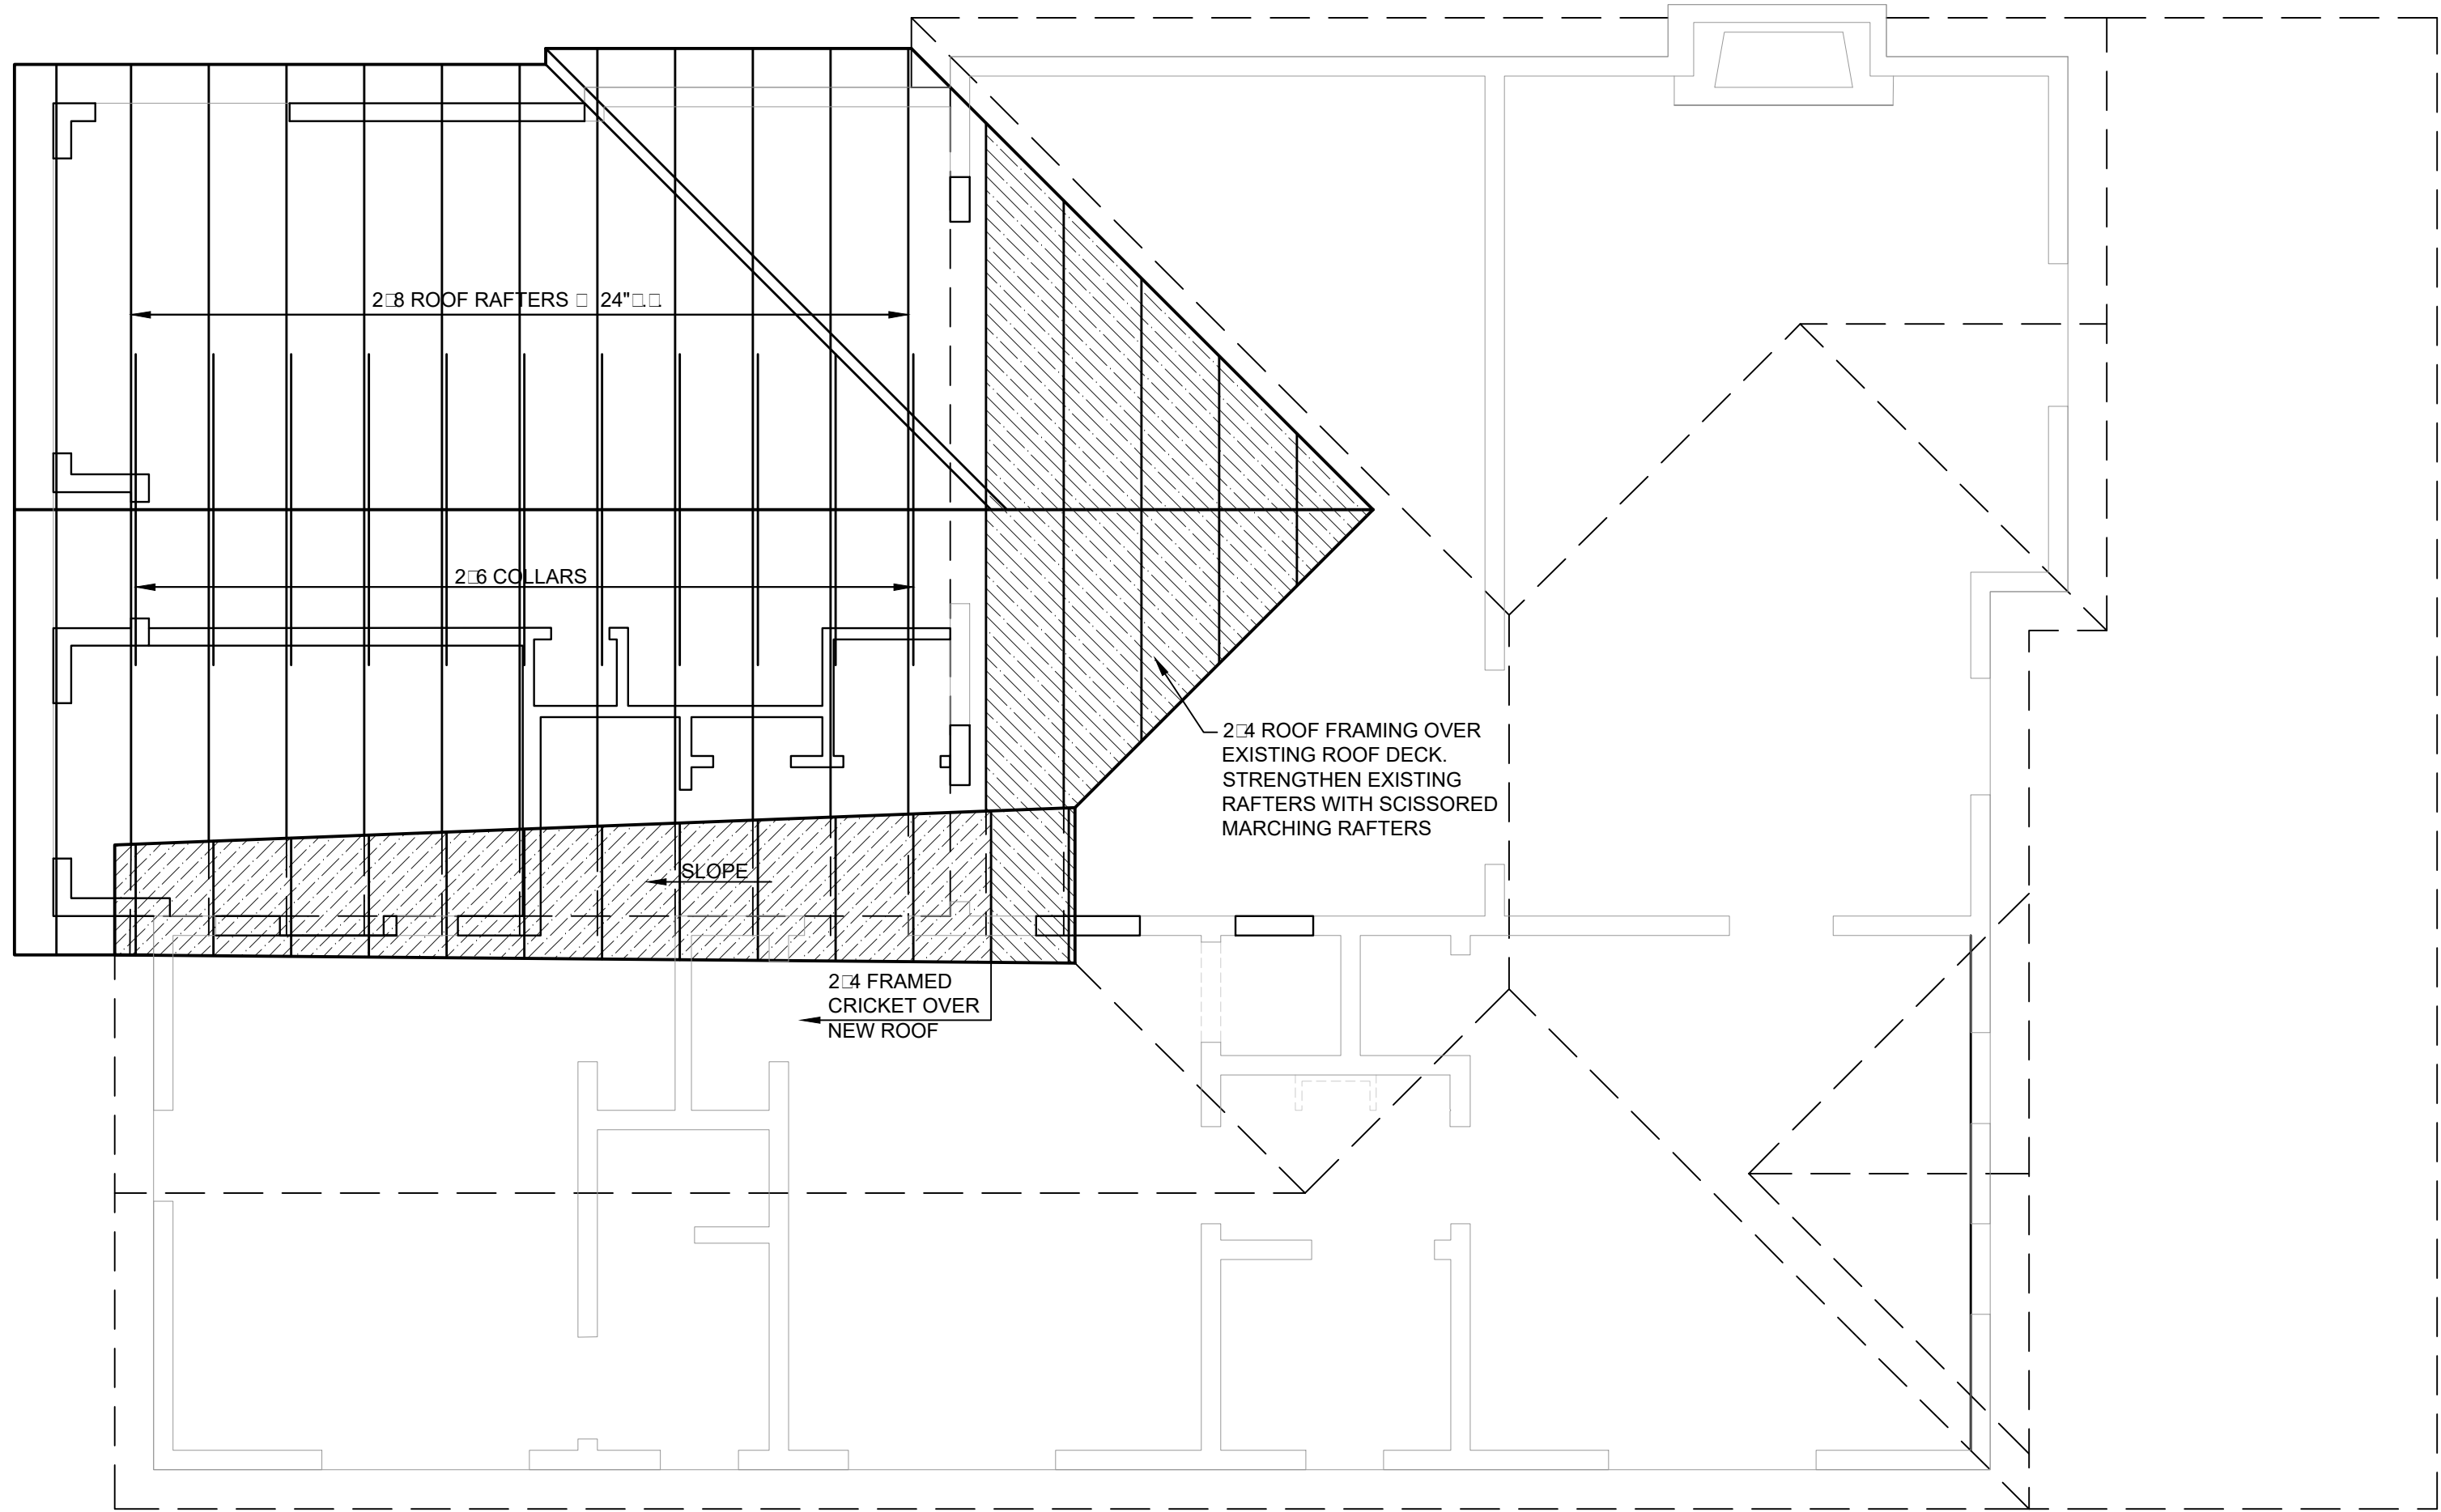 2□8 ROOF RAFTERS □ 24"□.□.
2□6 COLLARS
2□4 ROOF FRAMING OVER
EXISTING ROOF DECK.
STRENGTHEN EXISTING
RAFTERS WITH SCISSORED
MARCHING RAFTERS
SLOPE
2□4 FRAMED
CRICKET OVER
NEW ROOF